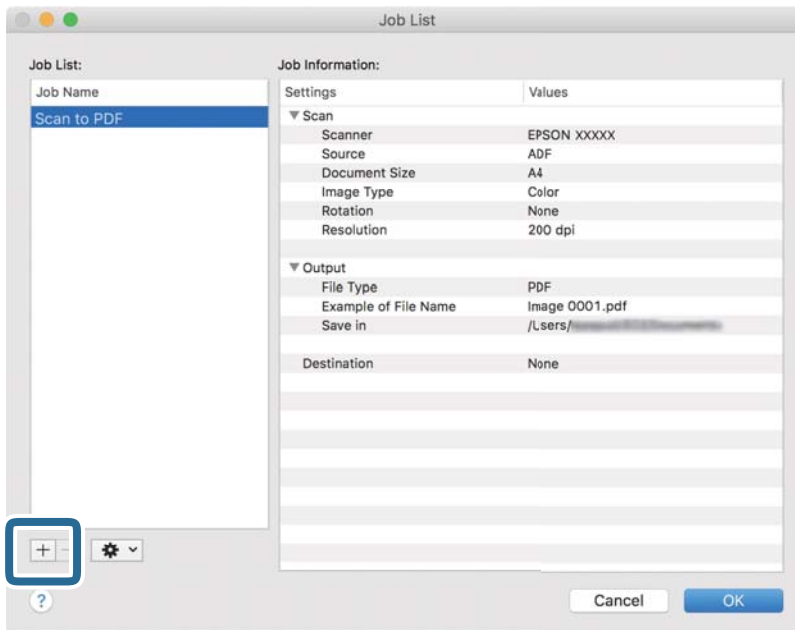 Job List
Job List:
Job Information:
Job Name
Scan to PDF
Settings Values
Scan
Scanner EPSON XXXXX
Source ADF
Document Size A4
Image Type Color
Rotation None
Resolution 200 dpi
Output
File Type PDF
Example of File Name Image 0001.pdf
Save in /Users/
Destination None
+ -
?
Cancel OK